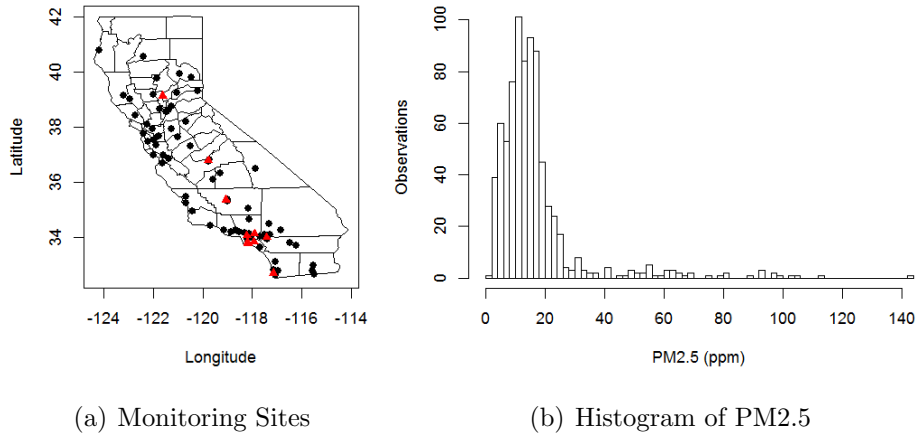 42
40
38
36
34
Latitude
-124 -122 -120 -118 -116 -114
Longitude
(a) Monitoring Sites
100
80
60
40
20
0
Observations
0 20 40 60 80 100 120 140
PM2.5 (ppm)
(b) Histogram of PM2.5